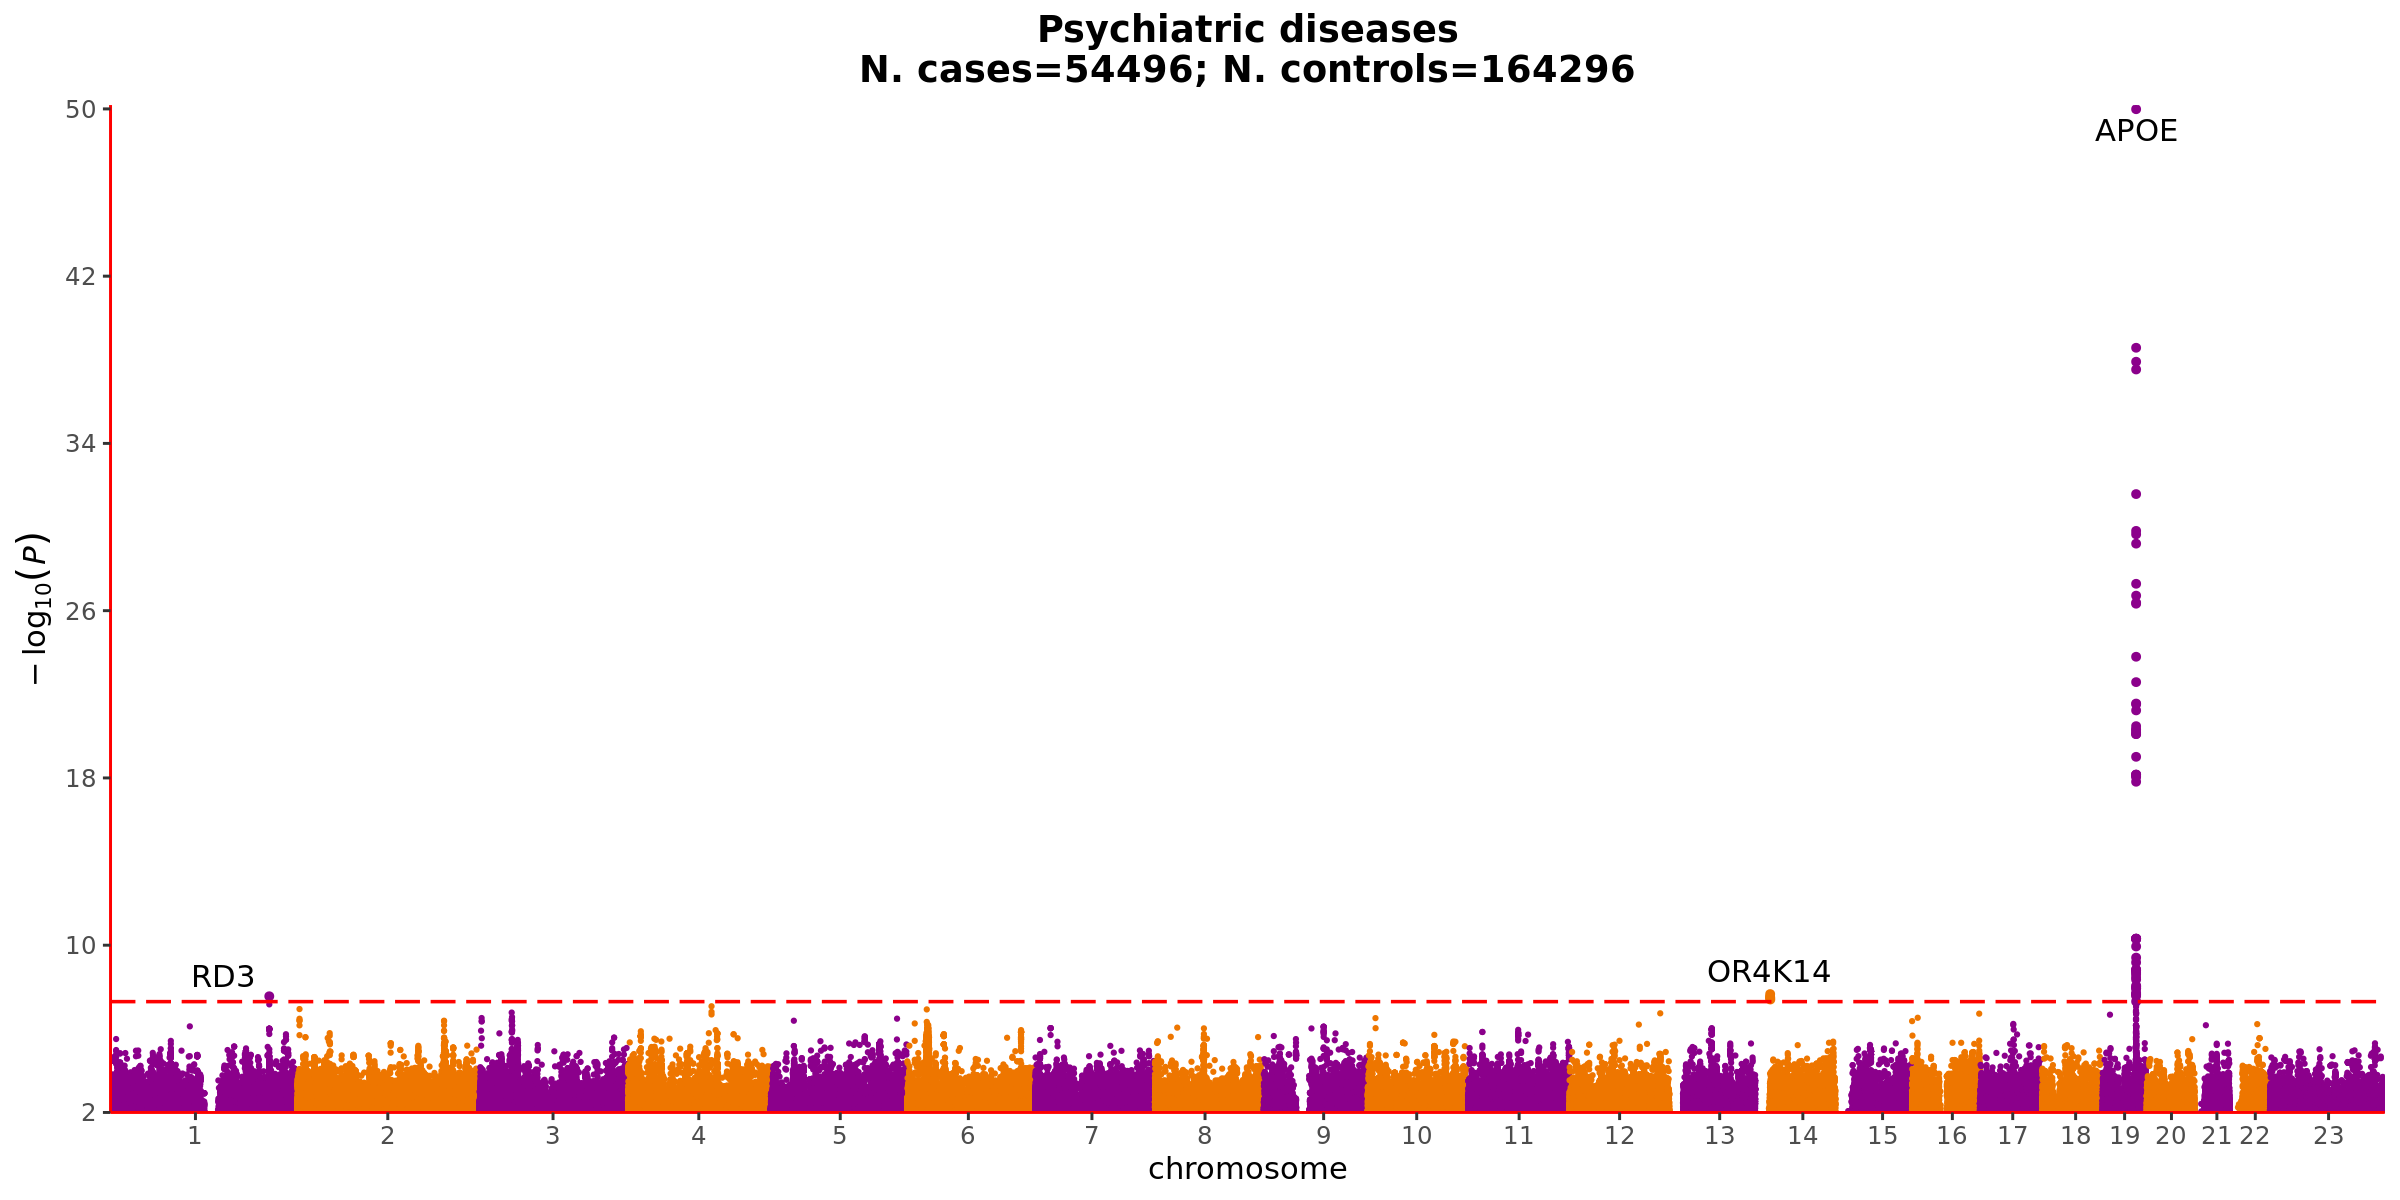 Psychiatric diseases
N. cases=54496; N. controls=164296
50
42
34
26
18
10
2
−log10(P)
APOE
RD3
OR4K14
1 2 3 4 5 6 7 8 9 10 11 12 13 14 15 16 17 18 19 20 21 22 23
chromosome